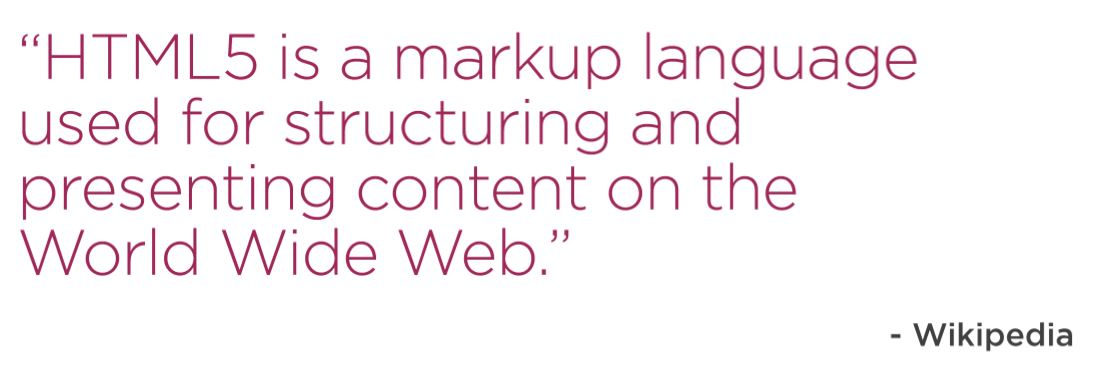 “HTML5 is a markup language
used for structuring and
presenting content on the
World Wide Web.”
- Wikipedia